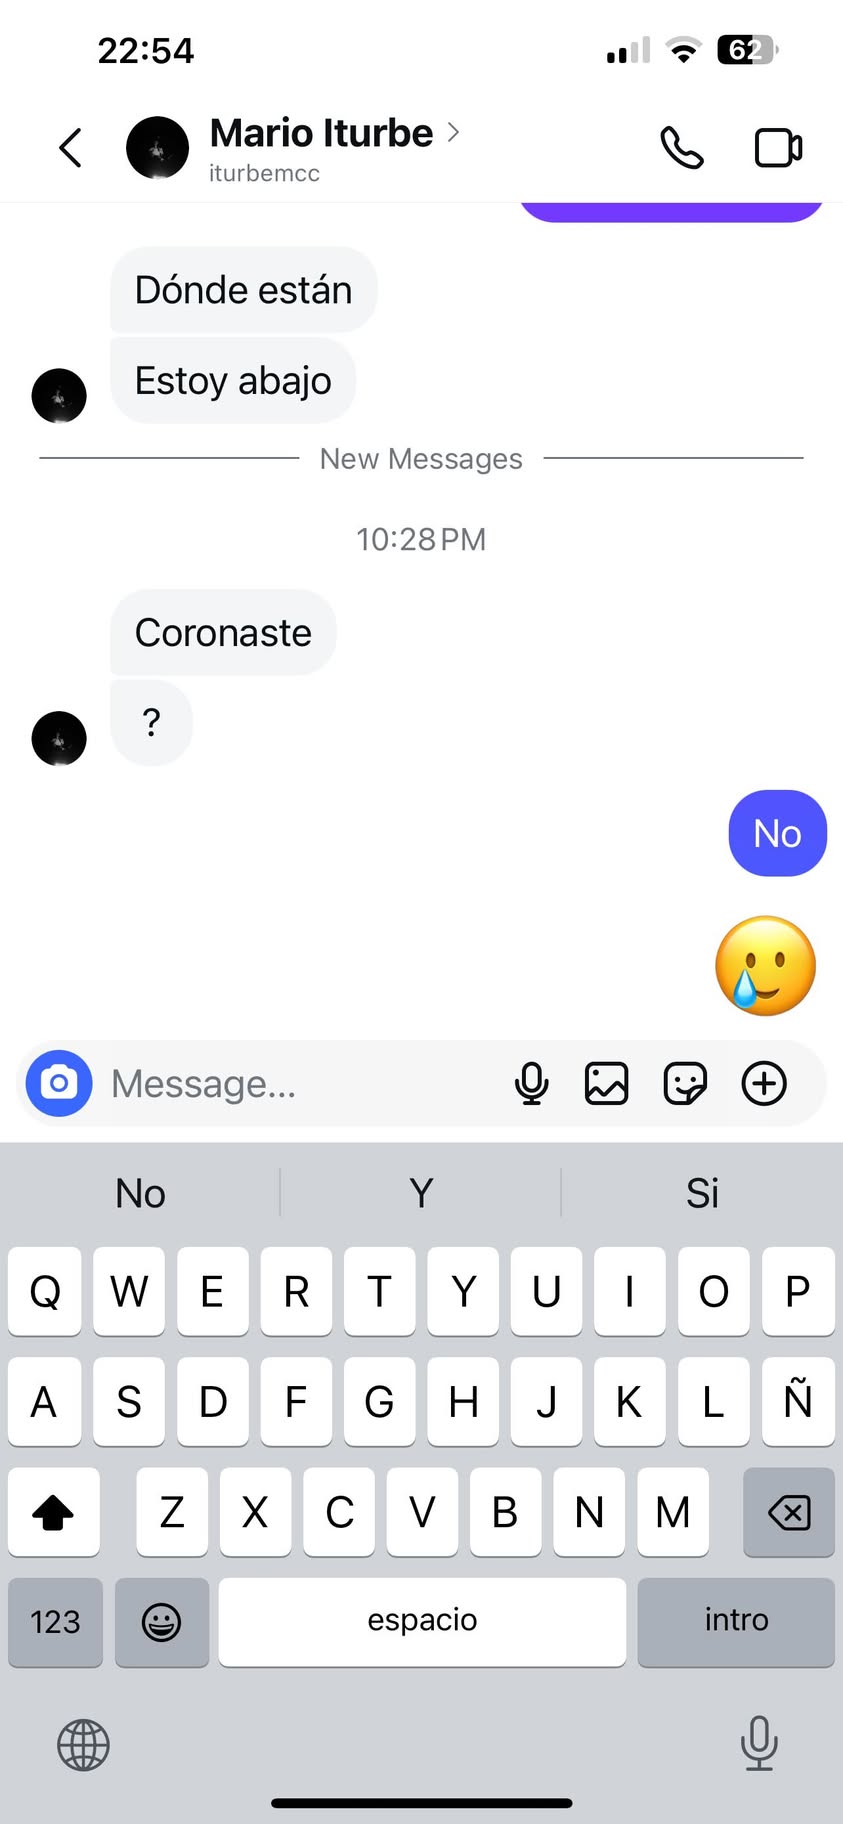 22:54
62
Mario Iturbe
iturbemcc
Dónde están
Estoy abajo
New Messages
10:28 PM
Coronaste
?
No
Message...
No Y Si
Q W E R T Y U I O P
A S D F G H J K L Ñ
Z X C V B N M
123 espacio intro